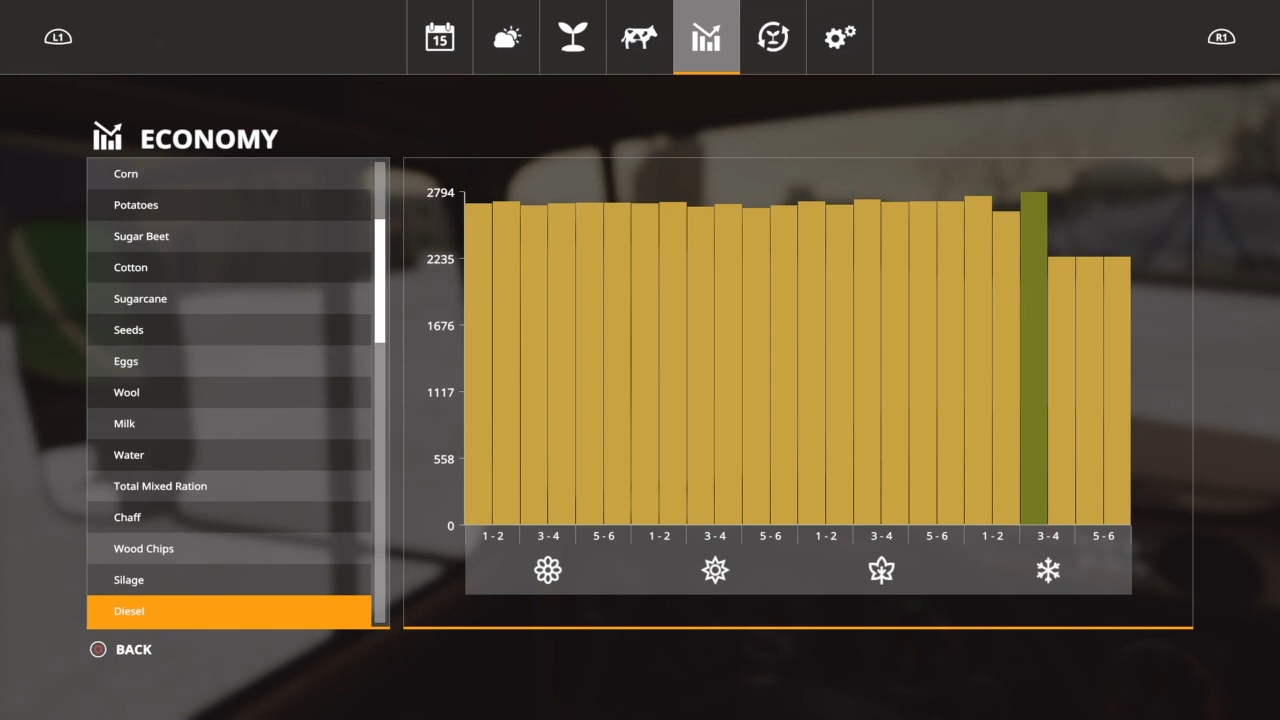 L1
15
R1
ECONOMY
Corn
Potatoes
Sugar Beet
Cotton
Sugarcane
Seeds
Eggs
Wool
Milk
Water
Total Mixed Ration
Chaff
Wood Chips
Silage
Diesel
BACK
2794
2235
1676
1117
558
0
1 - 2 3 - 4 5 - 6 1 - 2 3 - 4 5 - 6 1 - 2 3 - 4 5 - 6 1 - 2 3 - 4 5 - 6